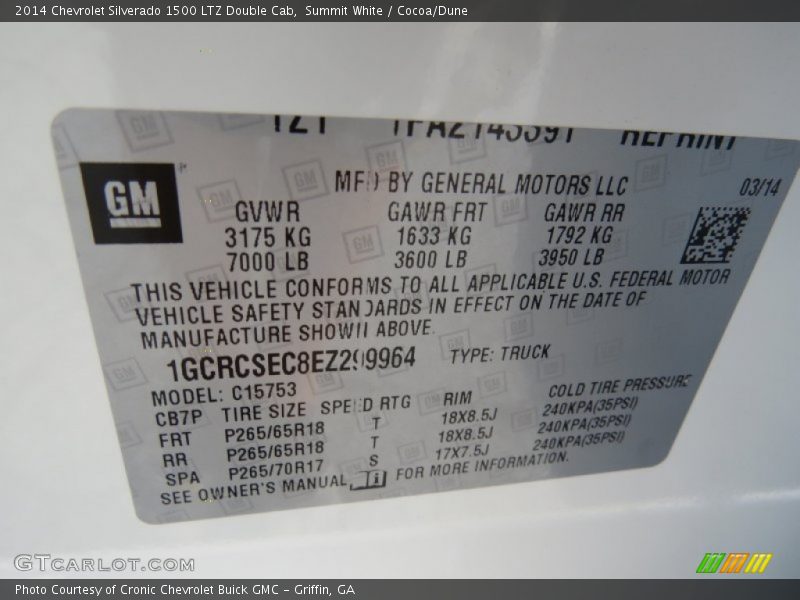 2014 Chevrolet Silverado 1500 LTZ Double Cab, Summit White / Cocoa/Dune
REPRINT
GM
MFD BY GENERAL MOTORS LLC 03/14
GVWR GAWR FRT GAWR RR
3175 KG 1633 KG 1792 KG
7000 LB 3600 LB 3950 LB
THIS VEHICLE CONFORMS TO ALL APPLICABLE U.S. FEDERAL MOTOR
VEHICLE SAFETY STANDARDS IN EFFECT ON THE DATE OF
MANUFACTURE SHOWN ABOVE.
1GCRCSEC8EZ299964 TYPE: TRUCK
MODEL: C15753
CB7P TIRE SIZE SPEED RTG RIM COLD TIRE PRESSURE
FRT P265/65R18 T 18X8.5J 240KPA(35PSI)
RR P265/65R18 T 18X8.5J 240KPA(35PSI)
SPA P265/70R17 S 17X7.5J 240KPA(35PSI)
SEE OWNER'S MANUAL i FOR MORE INFORMATION.
GTCARLOT.COM
Photo Courtesy of Cronic Chevrolet Buick GMC – Griffin, GA